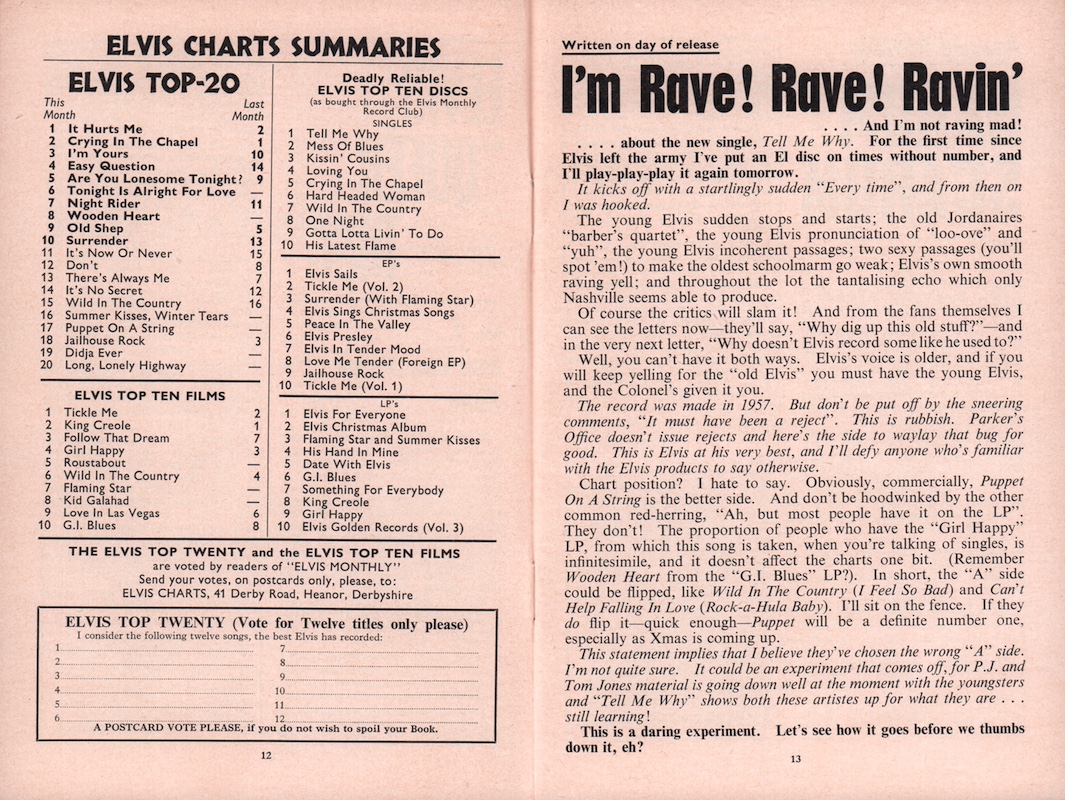 ELVIS CHARTS SUMMARIES
ELVIS TOP-20
This Month
Last Month
1 It Hurts Me 2
2 Crying In The Chapel 1
3 I'm Yours 10
4 Easy Question 14
5 Are You Lonesome Tonight? 9
6 Tonight Is Alright For Love —
7 Night Rider 11
8 Wooden Heart —
9 Old Shep 5
10 Surrender 13
11 It's Now Or Never 15
12 Don't 8
13 There's Always Me 7
14 It's No Secret 12
15 Wild In The Country 16
16 Summer Kisses, Winter Tears —
17 Puppet On A String —
18 Jailhouse Rock 3
19 Didja Ever —
20 Long, Lonely Highway —
ELVIS TOP TEN FILMS
1 Tickle Me 2
2 King Creole 1
3 Follow That Dream 7
4 Girl Happy 3
5 Roustabout —
6 Wild In The Country 4
7 Flaming Star —
8 Kid Galahad —
9 Love In Las Vegas 6
10 G.I. Blues 8
Deadly Reliable!
ELVIS TOP TEN DISCS
(as bought through the Elvis Monthly
Record Club)
SINGLES
1 Tell Me Why
2 Mess Of Blues
3 Kissin' Cousins
4 Loving You
5 Crying In The Chapel
6 Hard Headed Woman
7 Wild In The Country
8 One Night
9 Gotta Lotta Livin' To Do
10 His Latest Flame
EP's
1 Elvis Sails
2 Tickle Me (Vol. 2)
3 Surrender (With Flaming Star)
4 Elvis Sings Christmas Songs
5 Peace In The Valley
6 Elvis Presley
7 Elvis In Tender Mood
8 Love Me Tender (Foreign EP)
9 Jailhouse Rock
10 Tickle Me (Vol. 1)
LP's
1 Elvis For Everyone
2 Elvis Christmas Album
3 Flaming Star and Summer Kisses
4 His Hand In Mine
5 Date With Elvis
6 G.I. Blues
7 Something For Everybody
8 King Creole
9 Girl Happy
10 Elvis Golden Records (Vol. 3)
THE ELVIS TOP TWENTY and the ELVIS TOP TEN FILMS
are voted by readers of "ELVIS MONTHLY"
Send your votes, on postcards only, please, to:
ELVIS CHARTS, 41 Derby Road, Heanor, Derbyshire
ELVIS TOP TWENTY (Vote for Twelve titles only please)
I consider the following twelve songs, the best Elvis has recorded:
1
2
3
4
5
6
7
8
9
10
11
12
A POSTCARD VOTE PLEASE, if you do not wish to spoil your Book.
12
Written on day of release
I'm Rave! Rave! Ravin'
. . . . And I'm not raving mad!
. . . . about the new single, Tell Me Why. For the first time since
Elvis left the army I've put an El disc on times without number, and
I'll play-play-play it again tomorrow.
It kicks off with a startlingly sudden "Every time", and from then on
I was hooked.
The young Elvis sudden stops and starts; the old Jordanaires
"barber's quartet", the young Elvis pronunciation of "loo-ove" and
"yuh", the young Elvis incoherent passages; two sexy passages (you'll
spot 'em!) to make the oldest schoolmarm go weak; Elvis's own smooth
raving yell; and throughout the lot the tantalising echo which only
Nashville seems able to produce.
Of course the critics will slam it! And from the fans themselves I
can see the letters now—they'll say, "Why dig up this old stuff?"—and
in the very next letter, "Why doesn't Elvis record some like he used to?"
Well, you can't have it both ways. Elvis's voice is older, and if you
will keep yelling for the "old Elvis" you must have the young Elvis,
and the Colonel's given it you.
The record was made in 1957. But don't be put off by the sneering
comments, "It must have been a reject". This is rubbish. Parker's
Office doesn't issue rejects and here's the side to waylay that bug for
good. This is Elvis at his very best, and I'll defy anyone who's familiar
with the Elvis products to say otherwise.
Chart position? I hate to say. Obviously, commercially, Puppet
On A String is the better side. And don't be hoodwinked by the other
common red-herring, "Ah, but most people have it on the LP".
They don't! The proportion of people who have the "Girl Happy"
LP, from which this song is taken, when you're talking of singles, is
infinitesimile, and it doesn't affect the charts one bit. (Remember
Wooden Heart from the "G.I. Blues" LP?). In short, the "A" side
could be flipped, like Wild In The Country (I Feel So Bad) and Can't
Help Falling In Love (Rock-a-Hula Baby). I'll sit on the fence. If they
do flip it—quick enough—Puppet will be a definite number one,
especially as Xmas is coming up.
This statement implies that I believe they've chosen the wrong "A" side.
I'm not quite sure. It could be an experiment that comes off, for P.J. and
Tom Jones material is going down well at the moment with the youngsters
and "Tell Me Why" shows both these artistes up for what they are . . .
still learning!
This is a daring experiment. Let's see how it goes before we thumbs
down it, eh?
13